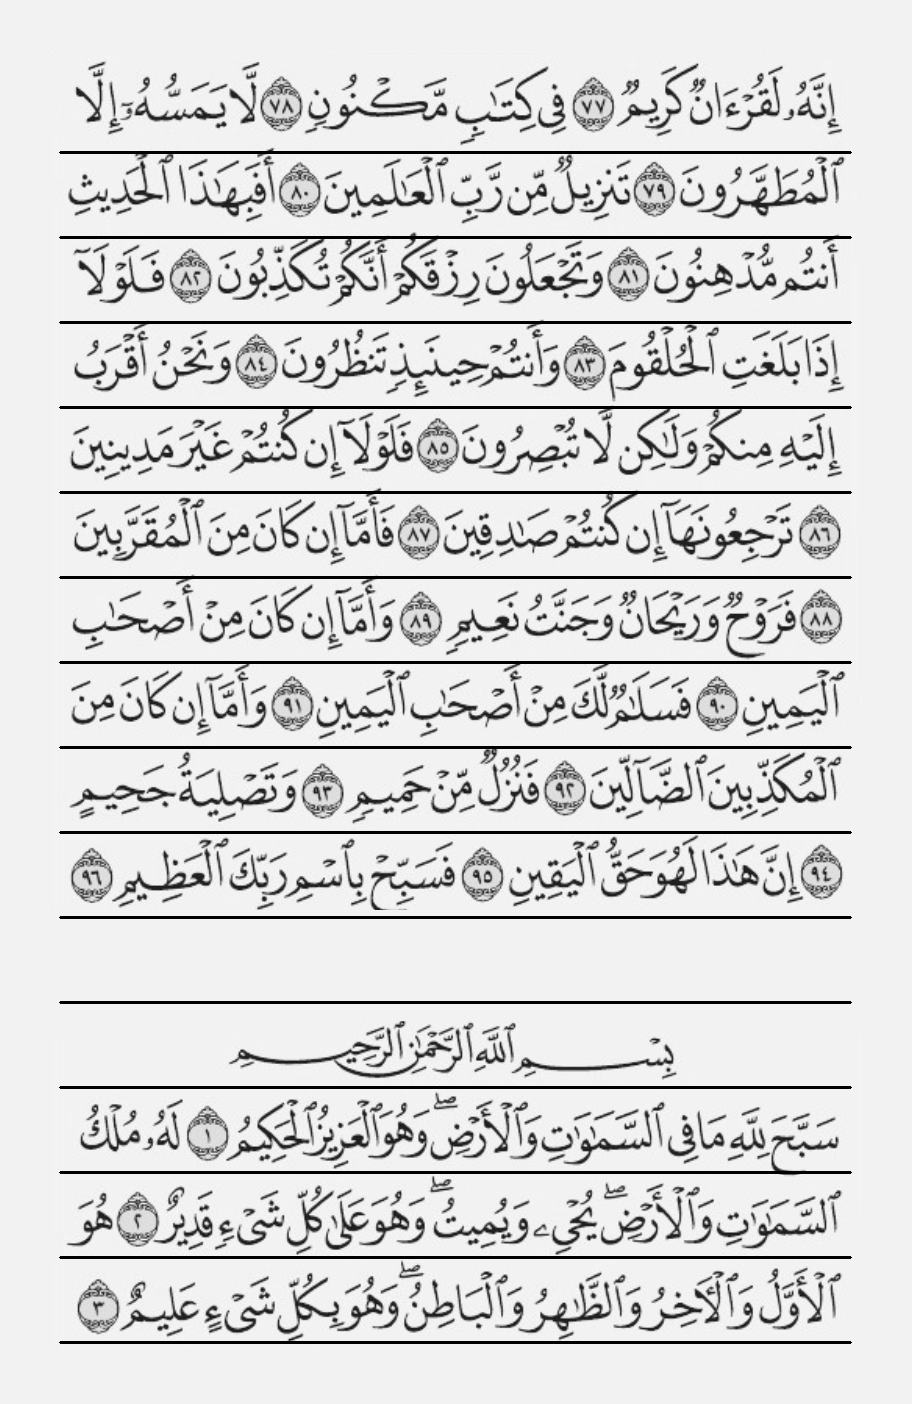 إِنَّهُۥ لَقُرْءَانٌ كَرِيمٌ ٧٧ فِى كِتَٰبٍ مَّكْنُونٍ ٧٨ لَّا يَمَسُّهُۥٓ إِلَّا
ٱلْمُطَهَّرُونَ ٧٩ تَنزِيلٌ مِّن رَّبِّ ٱلْعَٰلَمِينَ ٨٠ أَفَبِهَٰذَا ٱلْحَدِيثِ
أَنتُم مُّدْهِنُونَ ٨١ وَتَجْعَلُونَ رِزْقَكُمْ أَنَّكُمْ تُكَذِّبُونَ ٨٢ فَلَوْلَآ
إِذَا بَلَغَتِ ٱلْحُلْقُومَ ٨٣ وَأَنتُمْ حِينَئِذٍ تَنظُرُونَ ٨٤ وَنَحْنُ أَقْرَبُ
إِلَيْهِ مِنكُمْ وَلَٰكِن لَّا تُبْصِرُونَ ٨٥ فَلَوْلَآ إِن كُنتُمْ غَيْرَ مَدِينِينَ
٨٦ تَرْجِعُونَهَآ إِن كُنتُمْ صَٰدِقِينَ ٨٧ فَأَمَّآ إِن كَانَ مِنَ ٱلْمُقَرَّبِينَ
٨٨ فَرَوْحٌ وَرَيْحَانٌ وَجَنَّتُ نَعِيمٍ ٨٩ وَأَمَّآ إِن كَانَ مِنْ أَصْحَٰبِ
ٱلْيَمِينِ ٩٠ فَسَلَٰمٌ لَّكَ مِنْ أَصْحَٰبِ ٱلْيَمِينِ ٩١ وَأَمَّآ إِن كَانَ مِنَ
ٱلْمُكَذِّبِينَ ٱلضَّآلِّينَ ٩٢ فَنُزُلٌ مِّنْ حَمِيمٍ ٩٣ وَتَصْلِيَةُ جَحِيمٍ
٩٤ إِنَّ هَٰذَا لَهُوَ حَقُّ ٱلْيَقِينِ ٩٥ فَسَبِّحْ بِٱسْمِ رَبِّكَ ٱلْعَظِيمِ ٩٦
بِسْمِ ٱللَّهِ ٱلرَّحْمَٰنِ ٱلرَّحِيمِ
سَبَّحَ لِلَّهِ مَا فِى ٱلسَّمَٰوَٰتِ وَٱلْأَرْضِ ۖ وَهُوَ ٱلْعَزِيزُ ٱلْحَكِيمُ ١ لَهُۥ مُلْكُ
ٱلسَّمَٰوَٰتِ وَٱلْأَرْضِ ۖ يُحْىِۦ وَيُمِيتُ ۖ وَهُوَ عَلَىٰ كُلِّ شَىْءٍ قَدِيرٌ ٢ هُوَ
ٱلْأَوَّلُ وَٱلْءَاخِرُ وَٱلظَّٰهِرُ وَٱلْبَاطِنُ ۖ وَهُوَ بِكُلِّ شَىْءٍ عَلِيمٌ ٣